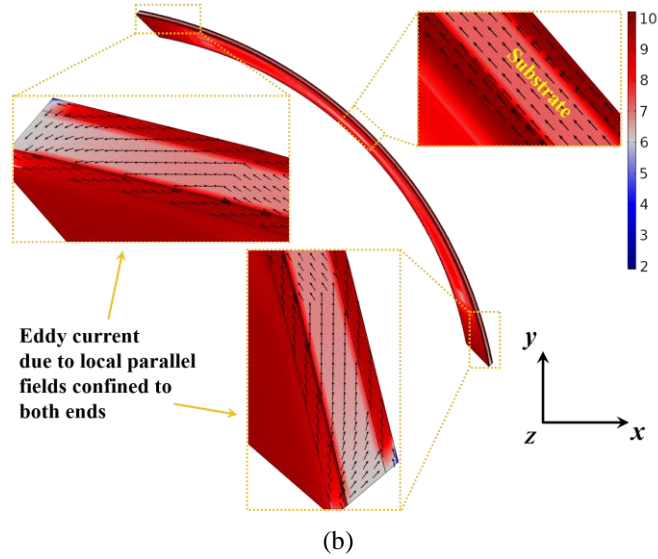 Substrate
10
9
8
7
6
5
4
3
2
Eddy current
due to local parallel
fields confined to
both ends
y
z
x
(b)